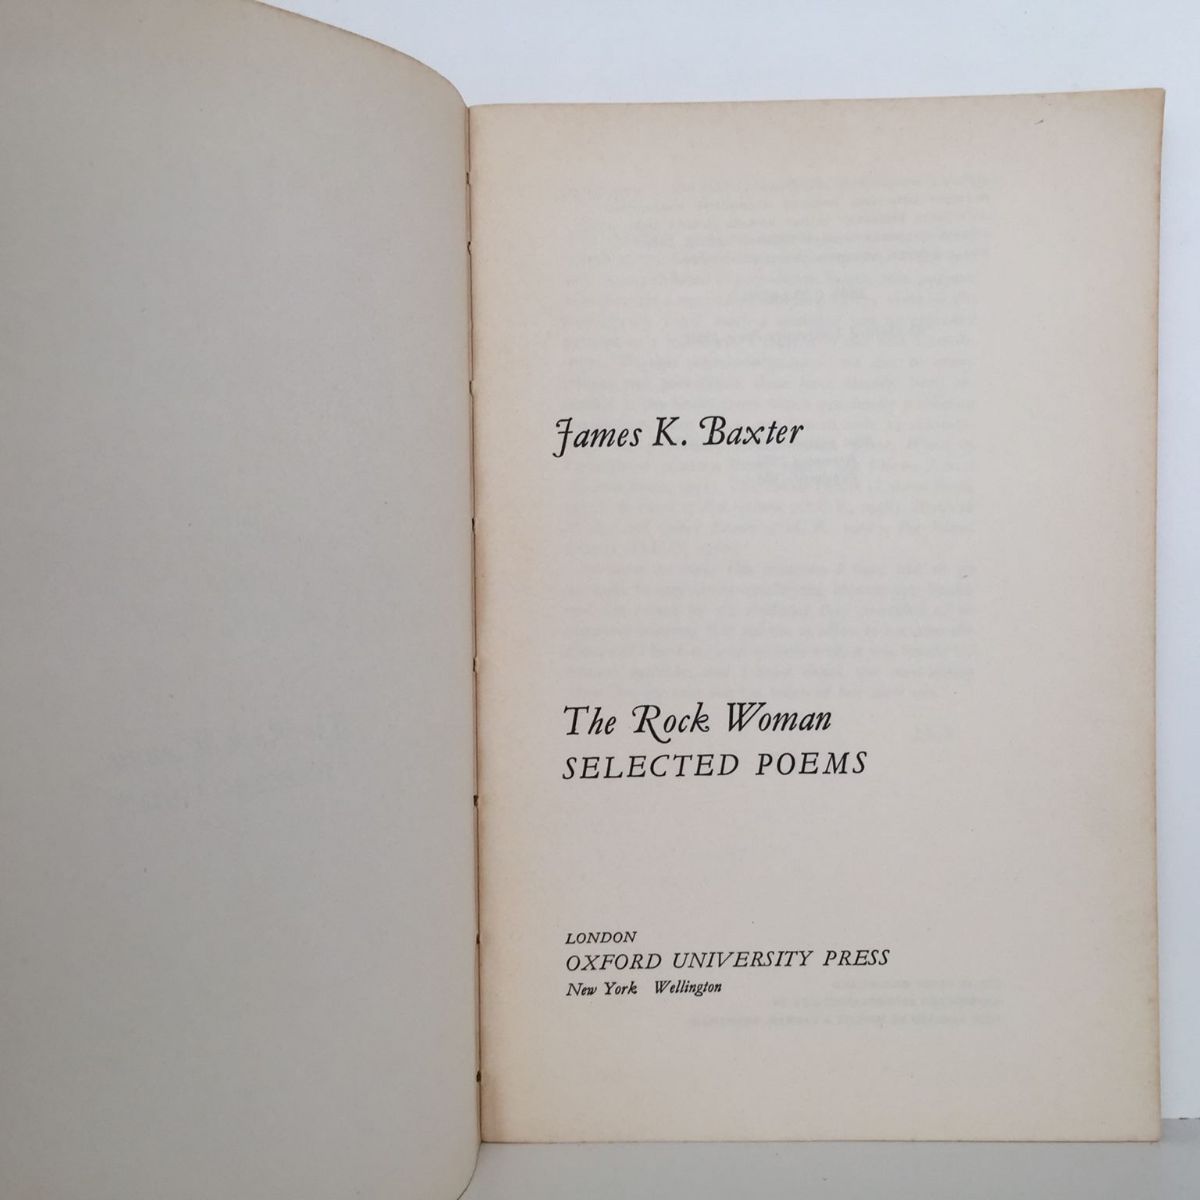 James K. Baxter
The Rock Woman
SELECTED POEMS
LONDON
OXFORD UNIVERSITY PRESS
New York Wellington